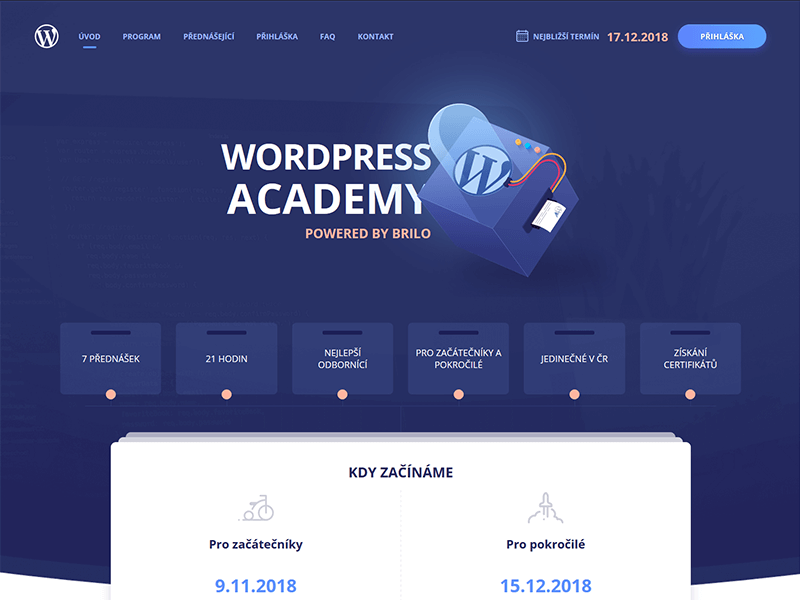 ÚVOD PROGRAM PŘEDNÁŠEJÍCÍ PŘIHLÁŠKA FAQ KONTAKT NEJBLIŽŠÍ TERMÍN 17.12.2018 PŘIHLÁŠKA
WORDPRESS
ACADEMY
POWERED BY BRILO
7 PŘEDNÁŠEK
21 HODIN
NEJLEPŠÍ
ODBORNÍCÍ
PRO ZAČÁTEČNÍKY A
POKROČILÉ
JEDINEČNÉ V ČR
ZÍSKÁNÍ
CERTIFIKÁTŮ
KDY ZAČÍNÁME
Pro začátečníky
9.11.2018
Pro pokročilé
15.12.2018